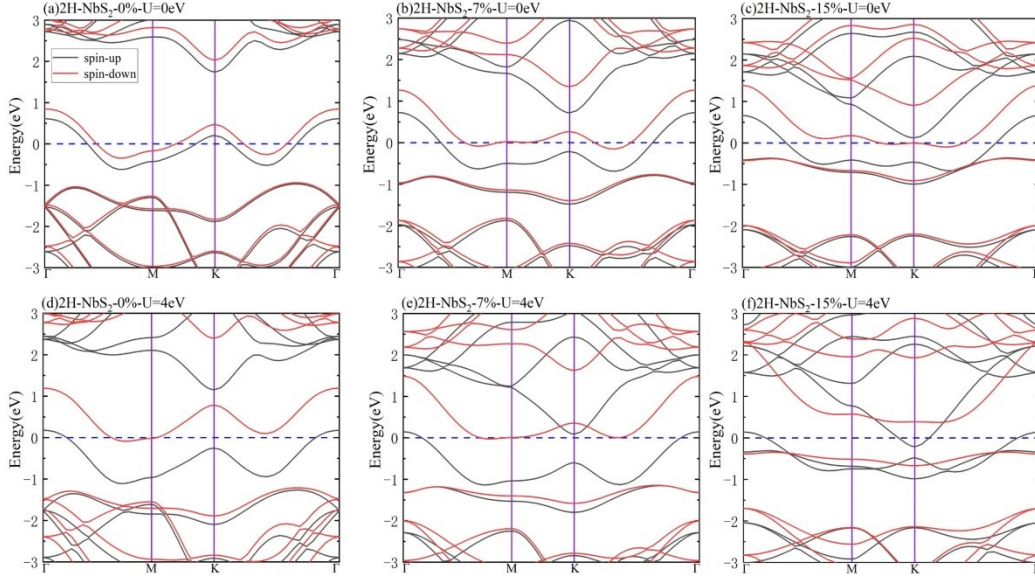 (a)2H-NbS₂-0%-U=0eV
(b)2H-NbS₂-7%-U=0eV
(c)2H-NbS₂-15%-U=0eV
3
spin-up
spin-down
2
1
0
-1
-2
-3
Energy(eV)
Γ M K Γ
3
2
1
0
-1
-2
-3
Energy(eV)
Γ M K Γ
3
2
1
0
-1
-2
-3
Energy(eV)
Γ M K Γ
(d)2H-NbS₂-0%-U=4eV
(e)2H-NbS₂-7%-U=4eV
(f)2H-NbS₂-15%-U=4eV
3
2
1
0
-1
-2
-3
Energy(eV)
Γ M K Γ
3
2
1
0
-1
-2
-3
Energy(eV)
Γ M K Γ
3
2
1
0
-1
-2
-3
Energy(eV)
Γ M K Γ